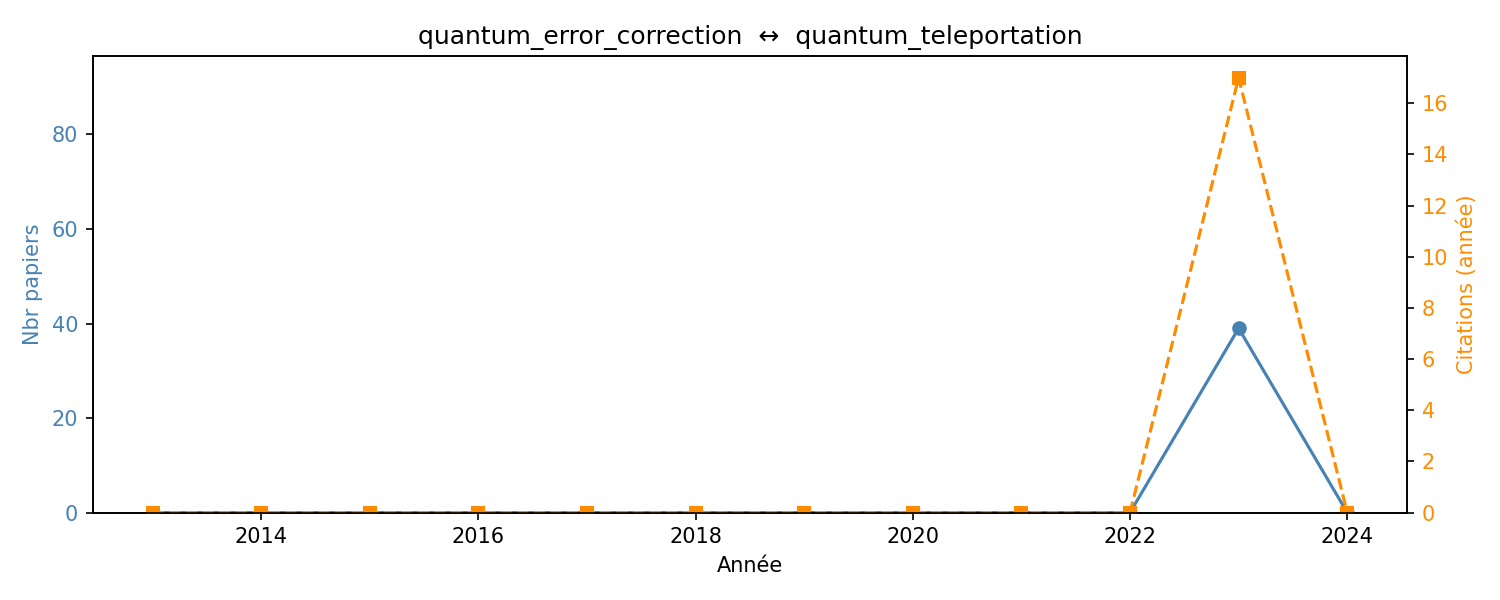 quantum_error_correction ↔ quantum_teleportation
Nbr papiers
80
60
40
20
0
16
14
12
10
8
6
4
2
0
Citations (année)
2014 2016 2018 2020 2022 2024
Année